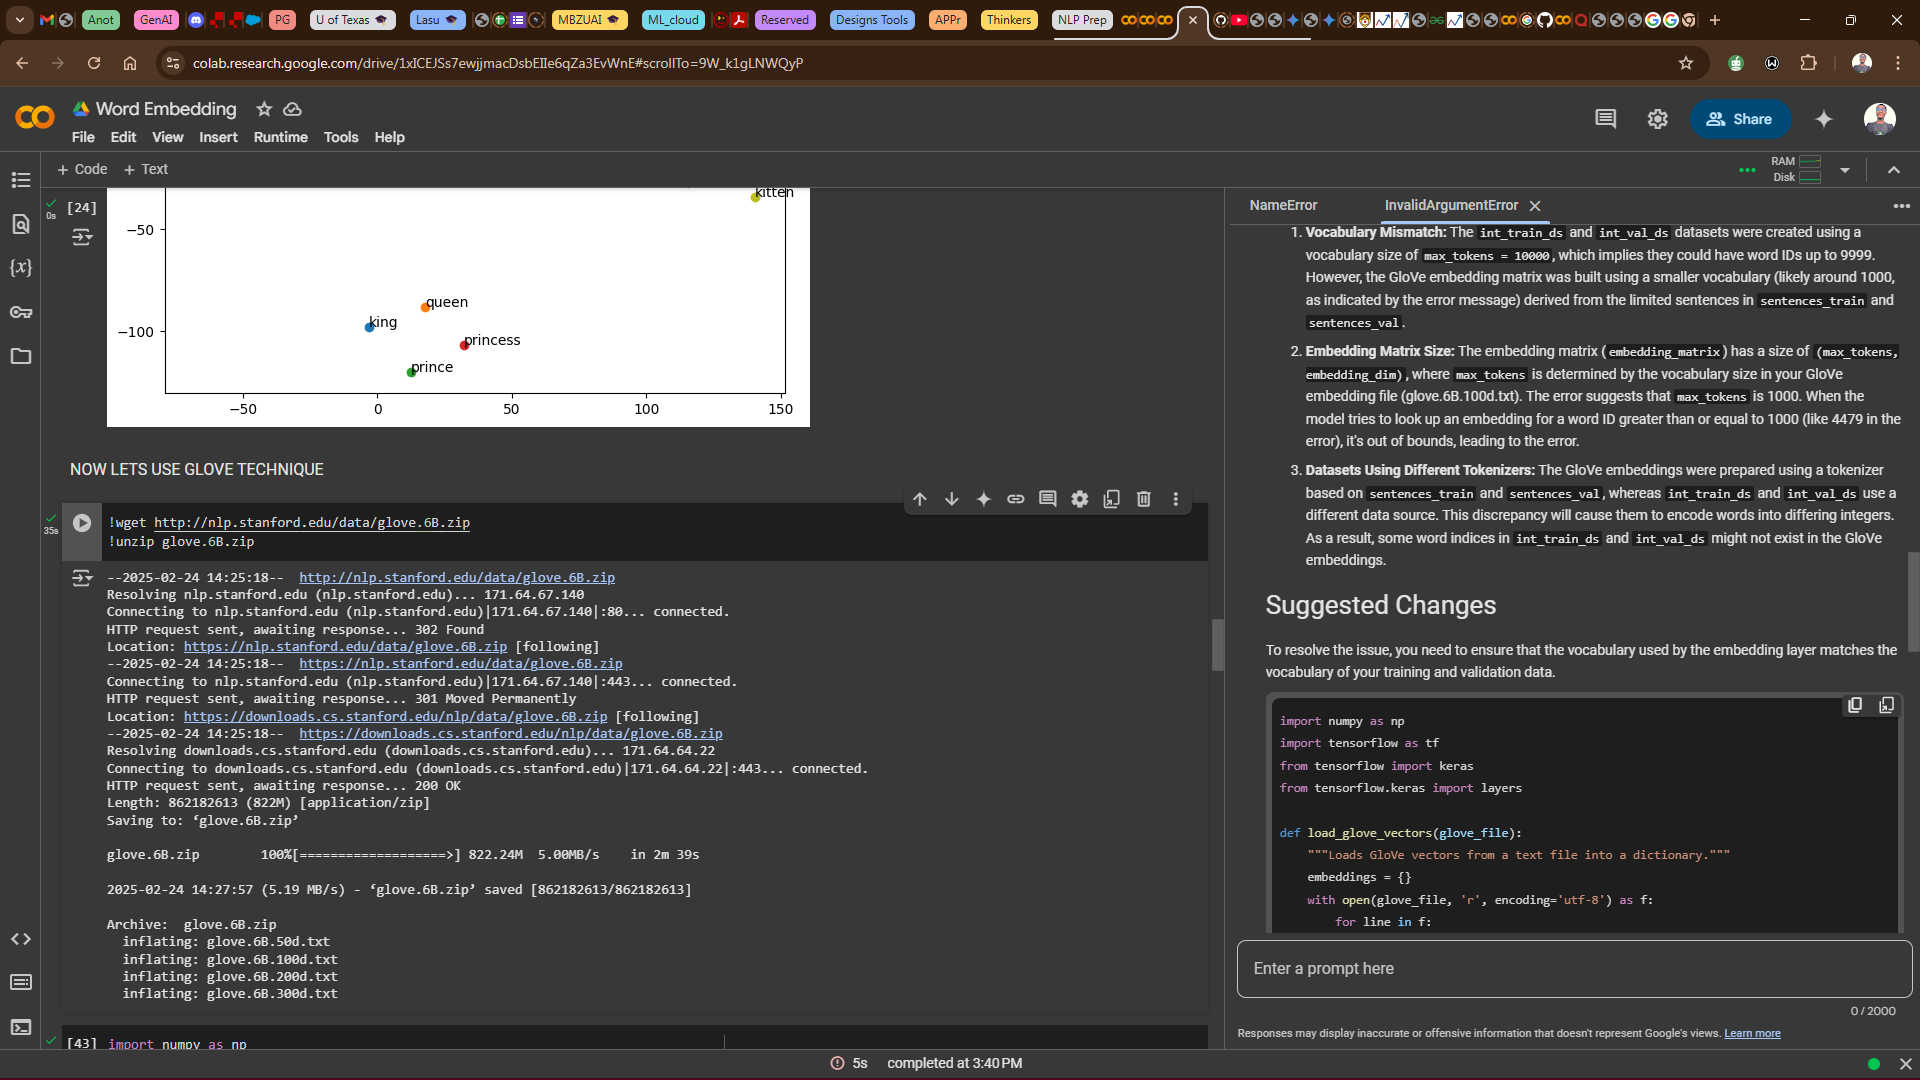 Anot
GenAI
PG
U of Texas 🎓
Lasu 🎓
MBZUAI 🎓
ML_cloud
Reserved
Designs Tools
APPr
Thinkers
NLP Prep
Word Embedding
File Edit View Insert Runtime Tools Help
Share
+ Code + Text
RAM
Disk
0s
[24]
kitten
−50
queen
king
princess
−100
prince
−50 0 50 100 150
NOW LETS USE GLOVE TECHNIQUE
35s
!wget http://nlp.stanford.edu/data/glove.6B.zip
!unzip glove.6B.zip
--2025-02-24 14:25:18-- http://nlp.stanford.edu/data/glove.6B.zip
Resolving nlp.stanford.edu (nlp.stanford.edu)... 171.64.67.140
Connecting to nlp.stanford.edu (nlp.stanford.edu)|171.64.67.140|:80... connected.
HTTP request sent, awaiting response... 302 Found
Location: https://nlp.stanford.edu/data/glove.6B.zip [following]
--2025-02-24 14:25:18-- https://nlp.stanford.edu/data/glove.6B.zip
Connecting to nlp.stanford.edu (nlp.stanford.edu)|171.64.67.140|:443... connected.
HTTP request sent, awaiting response... 301 Moved Permanently
Location: https://downloads.cs.stanford.edu/nlp/data/glove.6B.zip [following]
--2025-02-24 14:25:18-- https://downloads.cs.stanford.edu/nlp/data/glove.6B.zip
Resolving downloads.cs.stanford.edu (downloads.cs.stanford.edu)... 171.64.64.22
Connecting to downloads.cs.stanford.edu (downloads.cs.stanford.edu)|171.64.64.22|:443... connected.
HTTP request sent, awaiting response... 200 OK
Length: 862182613 (822M) [application/zip]
Saving to: ‘glove.6B.zip’
glove.6B.zip 100%[===================>] 822.24M 5.00MB/s in 2m 39s
2025-02-24 14:27:57 (5.19 MB/s) - ‘glove.6B.zip’ saved [862182613/862182613]
Archive: glove.6B.zip
inflating: glove.6B.50d.txt
inflating: glove.6B.100d.txt
inflating: glove.6B.200d.txt
inflating: glove.6B.300d.txt
[43] import numpy as np
NameError
InvalidArgumentError
1. Vocabulary Mismatch: The int_train_ds and int_val_ds datasets were created using a
vocabulary size of max_tokens = 10000, which implies they could have word IDs up to 9999.
However, the GloVe embedding matrix was built using a smaller vocabulary (likely around 1000,
as indicated by the error message) derived from the limited sentences in sentences_train and
sentences_val.
2. Embedding Matrix Size: The embedding matrix (embedding_matrix) has a size of (max_tokens,
embedding_dim), where max_tokens is determined by the vocabulary size in your GloVe
embedding file (glove.6B.100d.txt). The error suggests that max_tokens is 1000. When the
model tries to look up an embedding for a word ID greater than or equal to 1000 (like 4479 in the
error), it's out of bounds, leading to the error.
3. Datasets Using Different Tokenizers: The GloVe embeddings were prepared using a tokenizer
based on sentences_train and sentences_val, whereas int_train_ds and int_val_ds use a
different data source. This discrepancy will cause them to encode words into differing integers.
As a result, some word indices in int_train_ds and int_val_ds might not exist in the GloVe
embeddings.
Suggested Changes
To resolve the issue, you need to ensure that the vocabulary used by the embedding layer matches the
vocabulary of your training and validation data.
import numpy as np
import tensorflow as tf
from tensorflow import keras
from tensorflow.keras import layers
def load_glove_vectors(glove_file):
"""Loads GloVe vectors from a text file into a dictionary."""
embeddings = {}
with open(glove_file, 'r', encoding='utf-8') as f:
for line in f:
Enter a prompt here
0 / 2000
Responses may display inaccurate or offensive information that doesn't represent Google's views. Learn more
5s completed at 3:40 PM